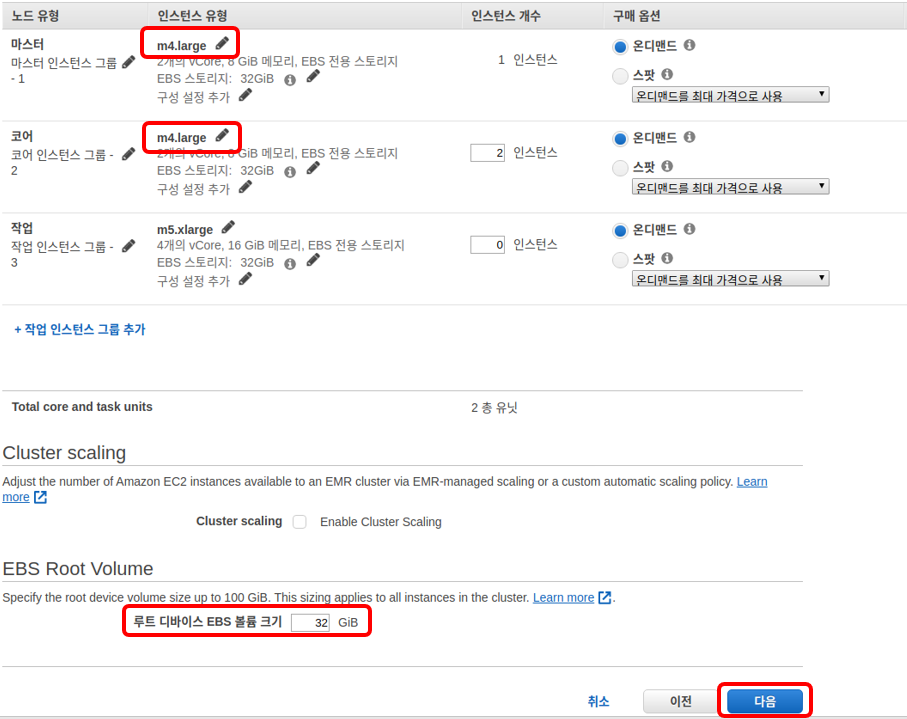 노드 유형 인스턴스 유형 인스턴스 개수 구매 옵션
마스터
마스터 인스턴스 그룹
- 1
m4.large
2개의 vCore, 8 GiB 메모리, EBS 전용 스토리지
EBS 스토리지: 32GiB
구성 설정 추가
1 인스턴스
온디맨드
스팟
온디맨드를 최대 가격으로 사용
코어
코어 인스턴스 그룹 -
2
m4.large
2개의 vCore, 8 GiB 메모리, EBS 전용 스토리지
EBS 스토리지: 32GiB
구성 설정 추가
2 인스턴스
온디맨드
스팟
온디맨드를 최대 가격으로 사용
작업
작업 인스턴스 그룹 -
3
m5.xlarge
4개의 vCore, 16 GiB 메모리, EBS 전용 스토리지
EBS 스토리지: 32GiB
구성 설정 추가
0 인스턴스
온디맨드
스팟
온디맨드를 최대 가격으로 사용
+ 작업 인스턴스 그룹 추가
Total core and task units 2 총 유닛
Cluster scaling
Adjust the number of Amazon EC2 instances available to an EMR cluster via EMR-managed scaling or a custom automatic scaling policy. Learn
more
Cluster scaling Enable Cluster Scaling
EBS Root Volume
Specify the root device volume size up to 100 GiB. This sizing applies to all instances in the cluster. Learn more .
루트 디바이스 EBS 볼륨 크기 32 GiB
취소 이전 다음